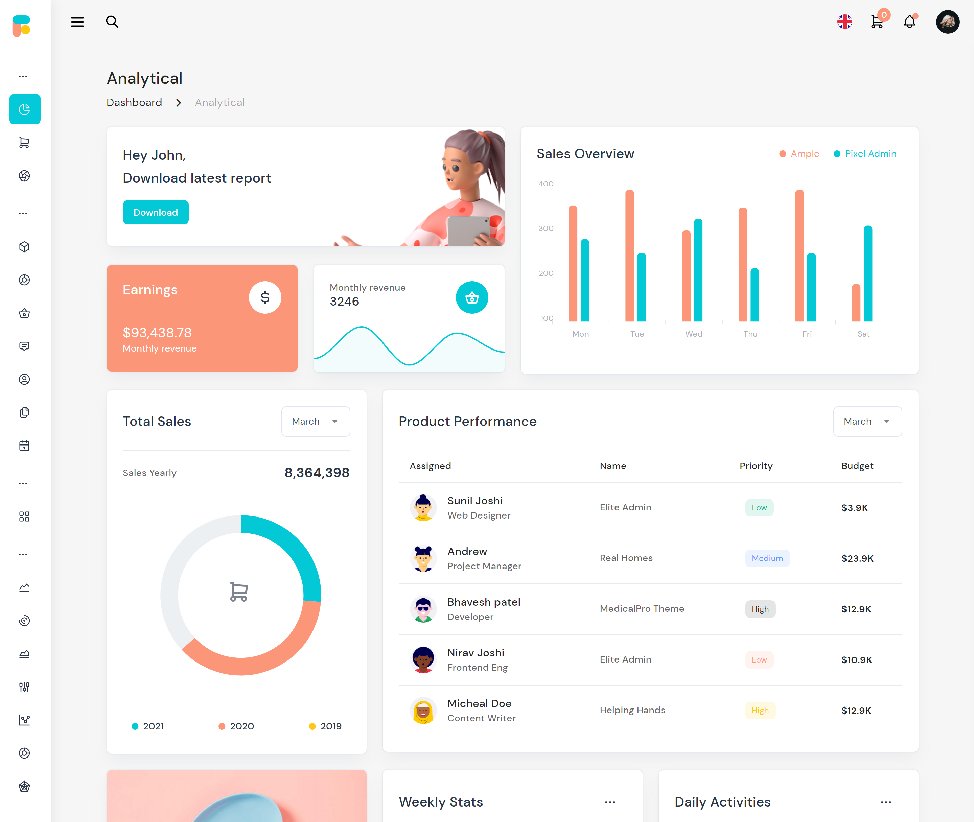 0
Analytical
Dashboard > Analytical
Hey John,
Download latest report
Download
Sales Overview
Ample Pixel Admin
400
300
200
Mon Tue Wed Thu Fri Sat
Earnings
$
$93,438.78
Monthly revenue
Monthly revenue
3246
Total Sales
March
Sales Yearly
8,364,398
2021 2020 2019
Product Performance
March
Assigned Name Priority Budget
Sunil Joshi
Web Designer
Elite Admin
Low
$3.9K
Andrew
Project Manager
Real Homes
Medium
$23.9K
Bhavesh patel
Developer
MedicalPro Theme
High
$12.9K
Nirav Joshi
Frontend Eng
Elite Admin
Low
$10.9K
Micheal Doe
Content Writer
Helping Hands
High
$12.9K
Weekly Stats
Daily Activities